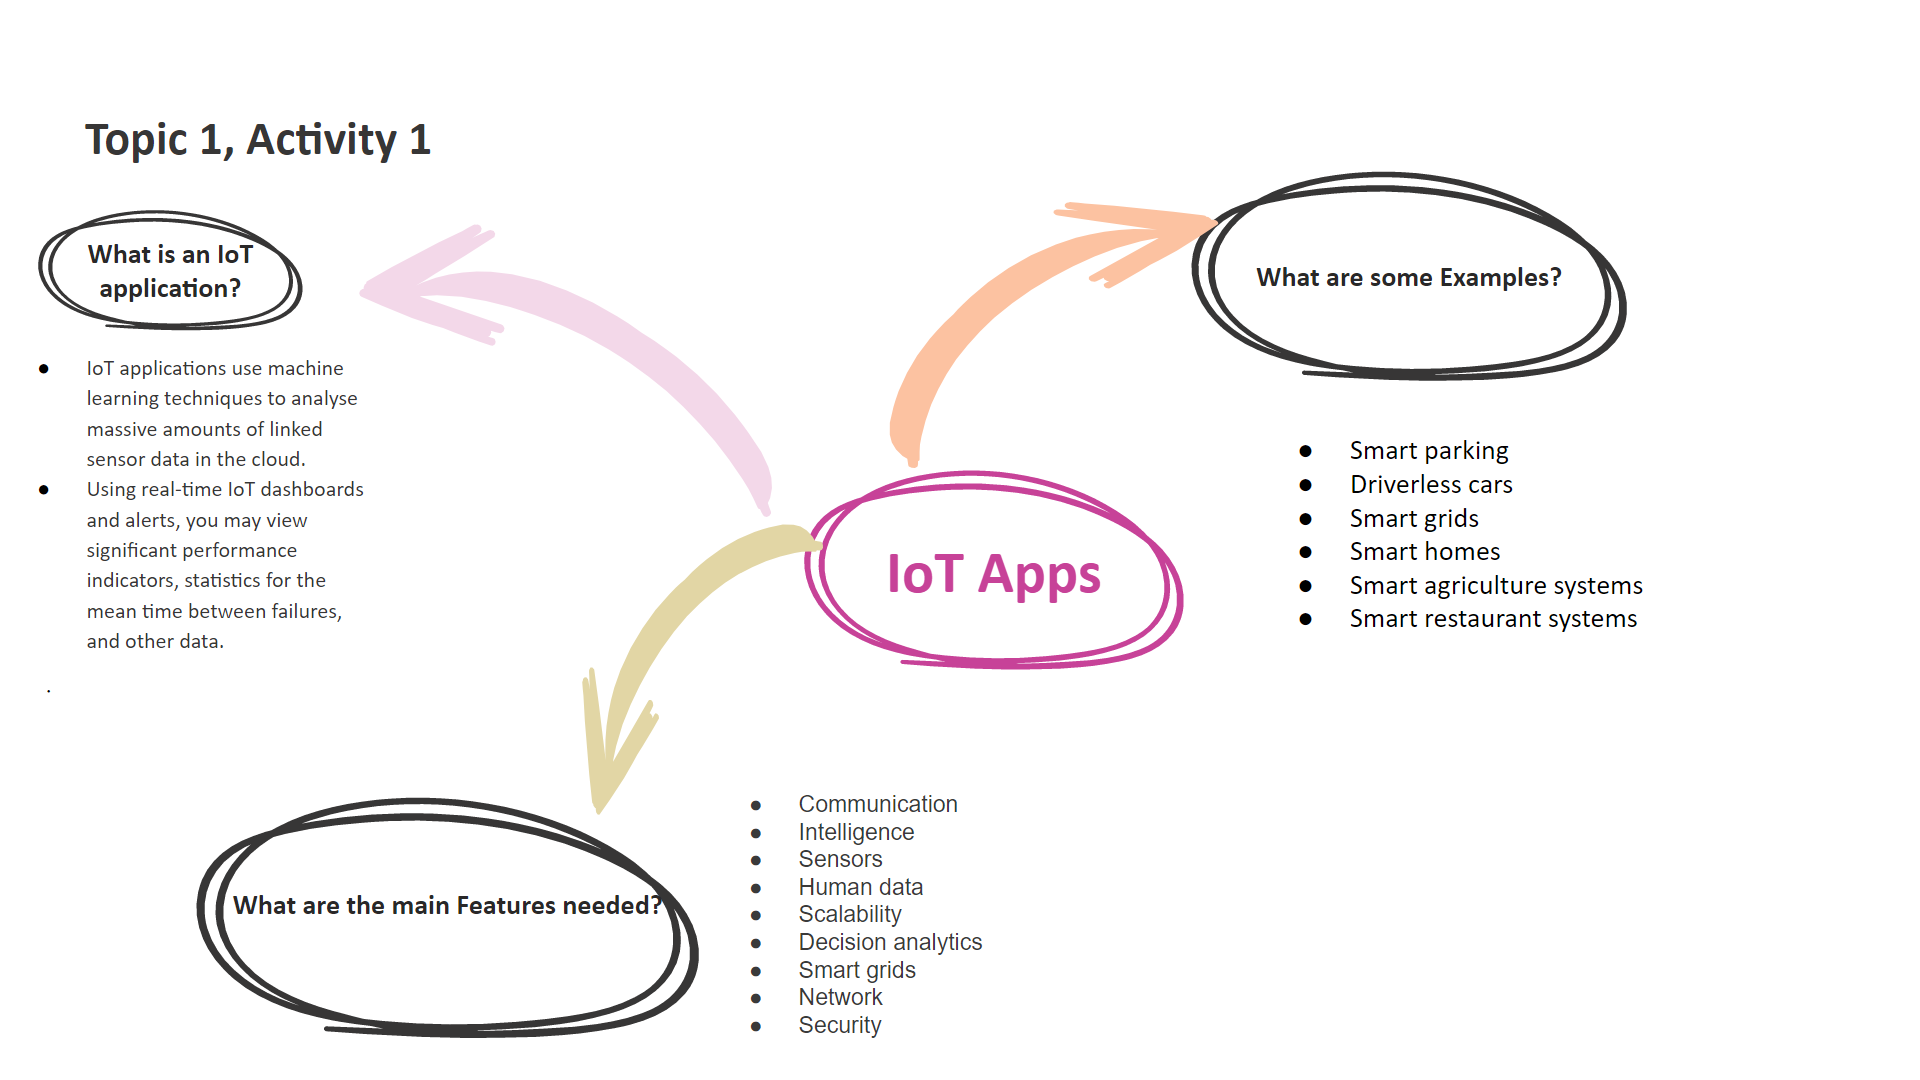 Topic 1, Activity 1
What is an IoT
application?
● IoT applications use machine
learning techniques to analyse
massive amounts of linked
sensor data in the cloud.
● Using real-time IoT dashboards
and alerts, you may view
significant performance
indicators, statistics for the
mean time between failures,
and other data.
.
What are some Examples?
● Smart parking
● Driverless cars
● Smart grids
● Smart homes
● Smart agriculture systems
● Smart restaurant systems
IoT Apps
What are the main Features needed?
● Communication
● Intelligence
● Sensors
● Human data
● Scalability
● Decision analytics
● Smart grids
● Network
● Security